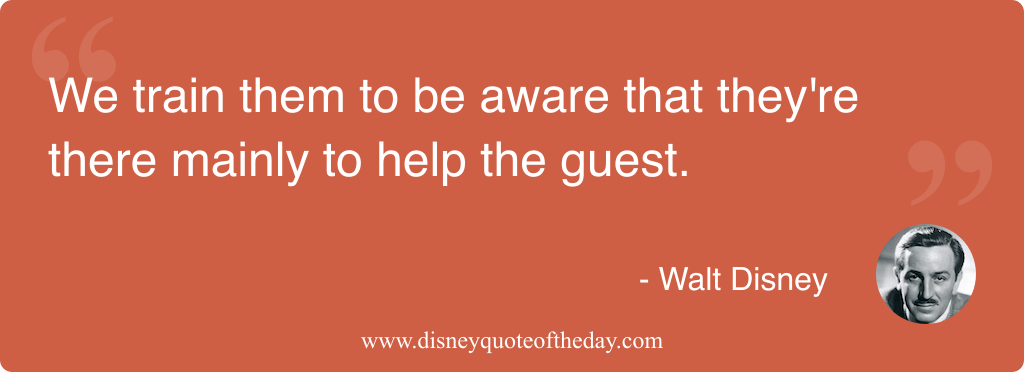 We train them to be aware that they're
there mainly to help the guest.
- Walt Disney
www.disneyquoteoftheday.com